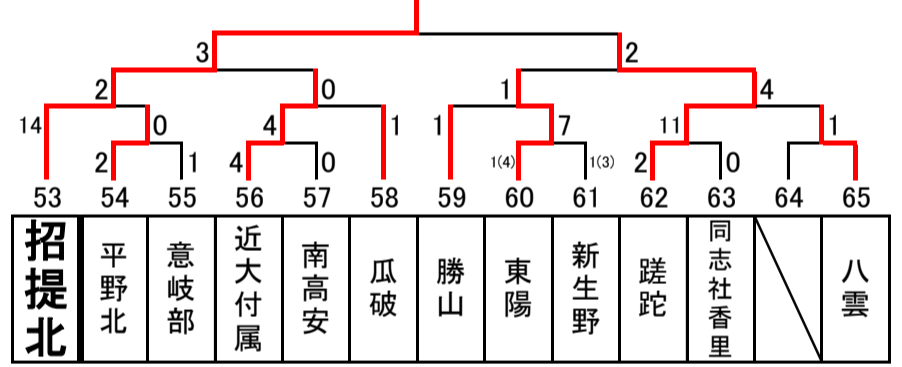 3 2
2 0 1 4
14 0 4 1 1 7 11 1
2 1 4 0 1(4) 1(3) 2 0
53 54 55 56 57 58 59 60 61 62 63 64 65
招提北
平野北
意岐部
近大付属
南高安
瓜破
勝山
東陽
新生野
蹉跎
同志社香里
八雲